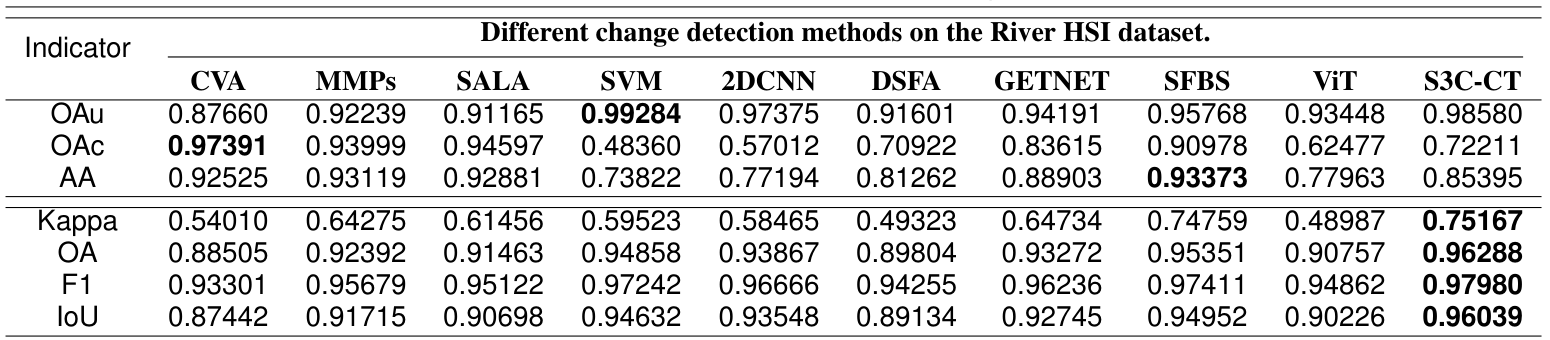 Different change detection methods on the River HSI dataset.
Indicator
CVA MMPs SALA SVM 2DCNN DSFA GETNET SFBS ViT S3C-CT
OAu 0.87660 0.92239 0.91165 0.99284 0.97375 0.91601 0.94191 0.95768 0.93448 0.98580
OAc 0.97391 0.93999 0.94597 0.48360 0.57012 0.70922 0.83615 0.90978 0.62477 0.72211
AA 0.92525 0.93119 0.92881 0.73822 0.77194 0.81262 0.88903 0.93373 0.77963 0.85395
Kappa 0.54010 0.64275 0.61456 0.59523 0.58465 0.49323 0.64734 0.74759 0.48987 0.75167
OA 0.88505 0.92392 0.91463 0.94858 0.93867 0.89804 0.93272 0.95351 0.90757 0.96288
F1 0.93301 0.95679 0.95122 0.97242 0.96666 0.94255 0.96236 0.97411 0.94862 0.97980
IoU 0.87442 0.91715 0.90698 0.94632 0.93548 0.89134 0.92745 0.94952 0.90226 0.96039